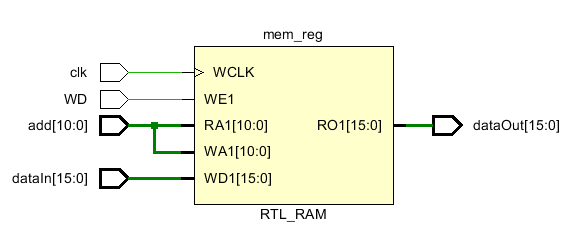 mem_reg
clk
WCLK
WD
WE1
add[10:0]
RA1[10:0]
RO1[15:0]
dataOut[15:0]
WA1[10:0]
dataIn[15:0]
WD1[15:0]
RTL_RAM